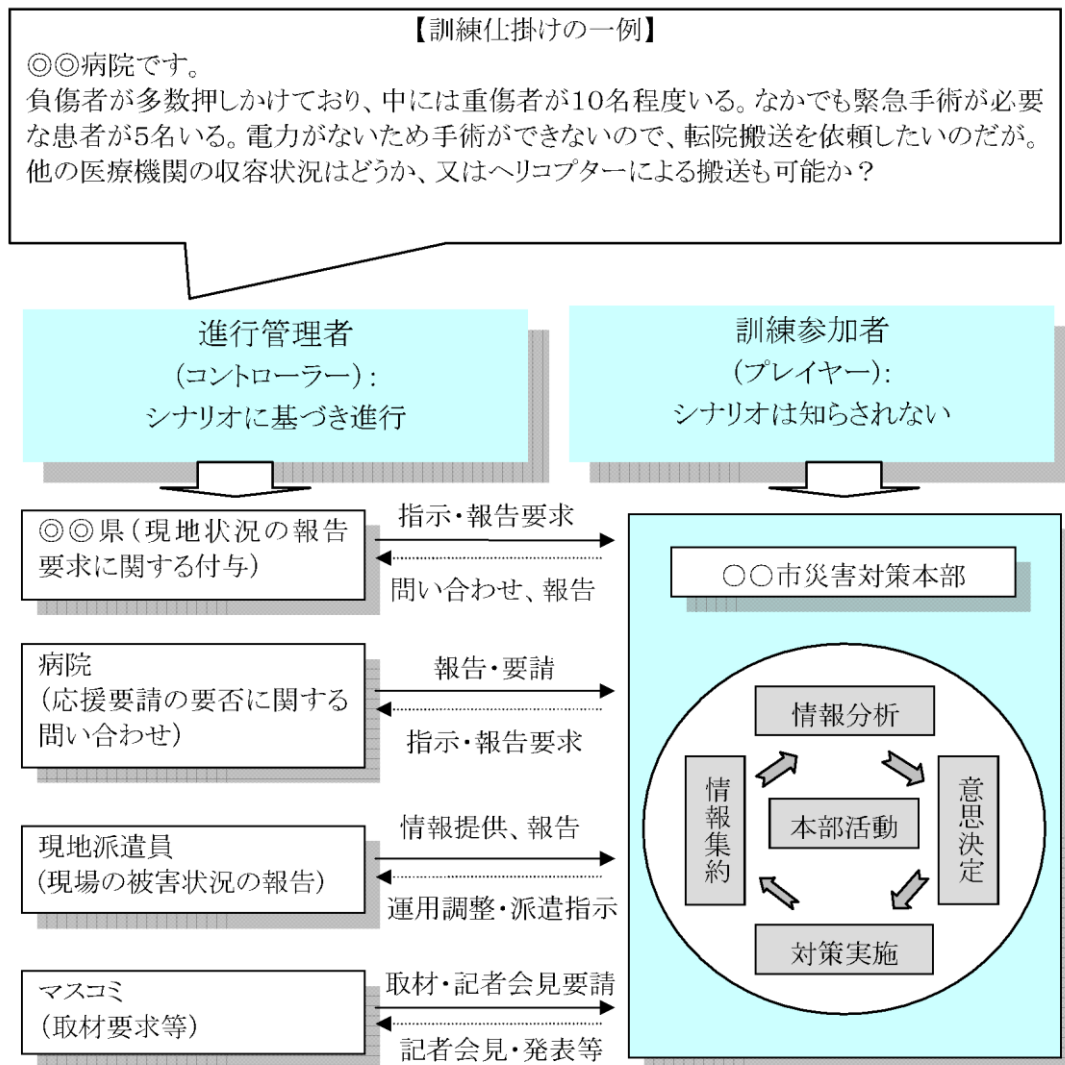 【訓練仕掛けの一例】
◎◎病院です。
負傷者が多数押しかけており、中には重傷者が10名程度いる。なかでも緊急手術が必要
な患者が5名いる。電力がないため手術ができないので、転院搬送を依頼したいのだが。
他の医療機関の収容状況はどうか、又はヘリコプターによる搬送も可能か?
進行管理者
(コントローラー):
シナリオに基づき進行
訓練参加者
(プレイヤー):
シナリオは知らされない
◎◎県(現地状況の報告
要求に関する付与)
指示・報告要求
問い合わせ、報告
病院
(応援要請の要否に関する
問い合わせ)
報告・要請
指示・報告要求
現地派遣員
(現場の被害状況の報告)
情報提供、報告
運用調整・派遣指示
マスコミ
(取材要求等)
取材・記者会見要請
記者会見・発表等
○○市災害対策本部
情報分析
情報集約
本部活動
意思決定
対策実施